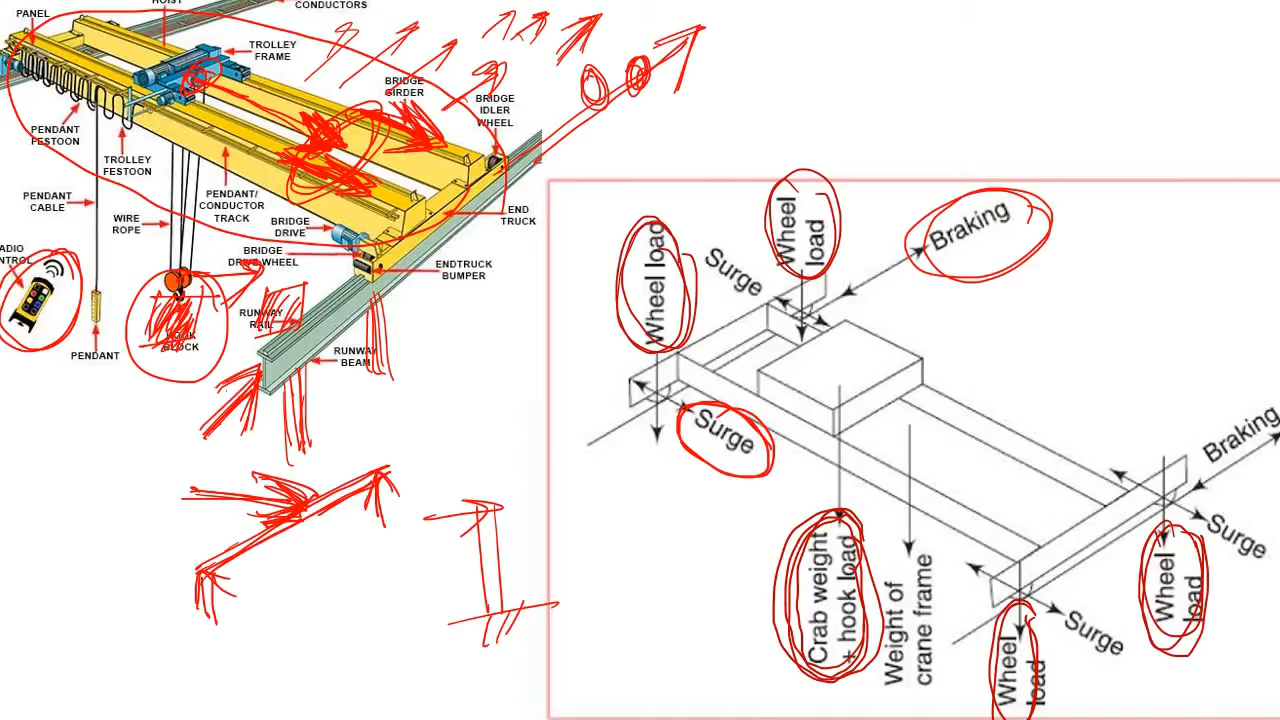 CONDUCTORS
HOIST
PANEL
TROLLEY
FRAME
BRIDGE
GIRDER
BRIDGE
IDLER
WHEEL
PENDANT
FESTOON
TROLLEY
FESTOON
PENDANT
CABLE
WIRE
ROPE
PENDANT/
CONDUCTOR
TRACK
BRIDGE
DRIVE
END
TRUCK
BRIDGE
DRIVE WHEEL
ENDTRUCK
BUMPER
ADIO
NTROL
RUNWAY
RAIL
BLOCK
PENDANT
RUNWAY
BEAM
Wheel load
Surge
Wheel
load
Braking
Surge
Crab weight
+ hook load
Weight of
crane frame
Surge
Braking
Surge
Wheel
load
Wheel
load